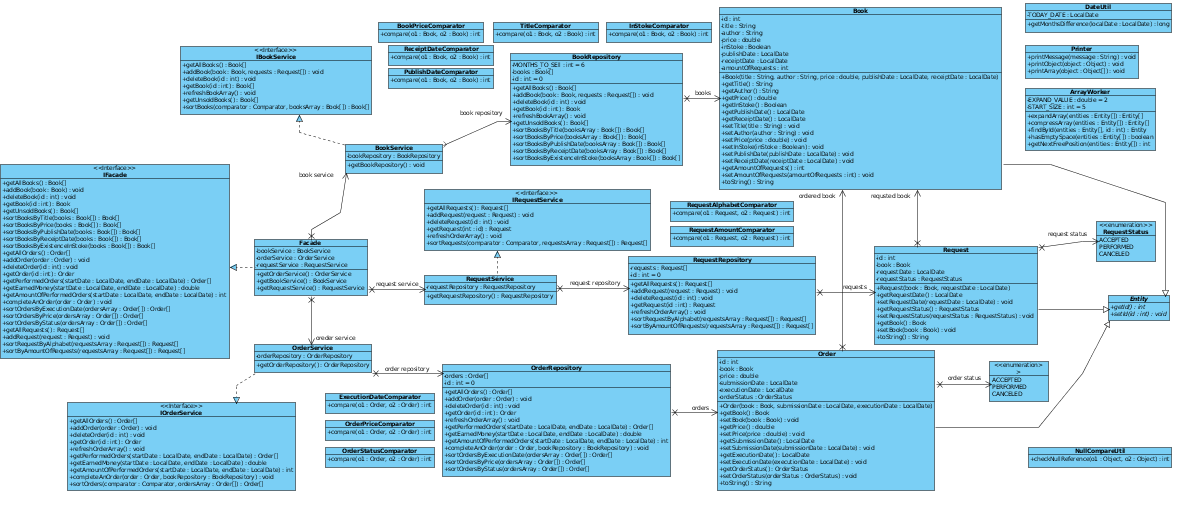 BookPriceComparator
+compare(o1 : Book, o2 : Book) : int
TitleComparator
+compare(o1 : Book, o2 : Book) : int
InStokeComparator
+compare(o1 : Book, o2 : Book) : int
ReceiptDateComparator
+compare(o1 : Book, o2 : Book) : int
PublishDateComparator
+compare(o1 : Book, o2 : Book) : int
<<Interface>>
IBookService
+getAllBooks() : Book[]
+addBook(book : Book, requests : Request[]) : void
+deleteBook(id : int) : void
+getBook(id : int) : Book
+refreshBookArray() : void
+getUnsoldBooks() : Book[]
+sortBooks(comparator : Comparator, booksArray : Book[]) : Book[]
BookRepository
-MONTHS_TO_SEll : int = 6
-books : Book[]
-id : int = 0
+getAllBooks() : Book[]
+addBook(book : Book, requests : Request[]) : void
+deleteBook(id : int) : void
+getBook(id : int) : Book
+refreshBookArray() : void
+getUnsoldBooks() : Book[]
+sortBooksByTitle(booksArray : Book[]) : Book[]
+sortBooksByPrice(booksArray : Book[]) : Book[]
+sortBooksByPublishDate(booksArray : Book[]) : Book[]
+sortBooksByReceiptDate(booksArray : Book[]) : Book[]
+sortBooksByExistenceInStoke(booksArray : Book[]) : Book[]
books
Book
-id : int
-title : String
-author : String
-price : double
-inStoke : Boolean
-publishDate : LocalDate
-receiptDate : LocalDate
-amountOfRequests : int
+Book(title : String, author : String, price : double, publishDate : LocalDate, receiptDate : LocalDate)
+getTitle() : String
+getAuthor() : String
+getPrice() : double
+getInStoke() : Boolean
+getPublishDate() : LocalDate
+getReceiptDate() : LocalDate
+setTitle(title : String) : void
+setAuthor(author : String) : void
+setPrice(price : double) : void
+setInStoke(inStoke : Boolean) : void
+setPublishDate(publishDate : LocalDate) : void
+setReceiptDate(receiptDate : LocalDate) : void
+getAmountOfRequests() : int
+setAmountOfRequests(amountOfRequests : int) : void
+toString() : String
DateUtil
-TODAY_DATE : LocalDate
+getMonthsDifference(localDate : LocalDate) : long
Printer
+printMessage(message : String) : void
+printObject(object : Object) : void
+printArray(object : Object[]) : void
ArrayWorker
-EXPAND_VALUE : double = 2
-START_SIZE : int = 5
+expandArray(entities : Entity[]) : Entity[]
+compressArray(entities : Entity[]) : Entity[]
+findById(entities : Entity[], id : int) : Entity
+hasEmptySpace(entities : Entity[]) : boolean
+getNextFreePosition(entities : Entity[]) : int
book repository
BookService
-bookRepository : BookRepository
+getBookRepository() : void
book service
<<Interface>>
IFacade
+getAllBooks() : Book[]
+addBook(book : Book) : void
+deleteBook(id : int) : void
+getBook(id : int) : Book
+getUnsoldBooks() : Book[]
+sortBooksByTitle(books : Book[]) : Book[]
+sortBooksByPrice(books : Book[]) : Book[]
+sortBooksByPublishDate(books : Book[]) : Book[]
+sortBooksByReceiptDate(books : Book[]) : Book[]
+sortBooksByExistenceInStoke(books : Book[]) : Book[]
+getAllOrders() : Order[]
+addOrder(order : Order) : void
+deleteOrder(id : int) : void
+getOrder(id : int) : Order
+getPerformedOrders(startDate : LocalDate, endDate : LocalDate) : Order[]
+getEarnedMoney(startDate : LocalDate, endDate : LocalDate) : double
+getAmountOfPerformedOrders(startDate : LocalDate, endDate : LocalDate) : int
+completeAnOrder(order : Order) : void
+sortOrdersByExecutionDate(ordersArray : Order[]) : Order[]
+sortOrdersByPrice(ordersArray : Order[]) : Order[]
+sortOrdersByStatus(ordersArray : Order[]) : Order[]
+getAllRequests() : Request[]
+addRequest(request : Request) : void
+sortRequestByAlphabet(requestsArray : Request[]) : Request[]
+sortByAmountOfRequests(requestsArray : Request[]) : Request[]
<<Interface>>
IRequestService
+getAllRequests() : Request[]
+addRequest(request : Request) : void
+deleteRequest(id : int) : void
+getRequest(int : id) : Request
+refreshOrderArray() : void
+sortRequests(comparator : Comparator, requestsArray : Request[]) : Request[]
RequestAlphabetComparator
+compare(o1 : Request, o2 : Request) : int
RequestAmountComparator
+compare(o1 : Request, o2 : Request) : int
ordered book
requsted book
Facade
-bookService : BookService
-orderService : OrderService
-requestService : RequestService
+getOrderService() : OrderService
+getBookService() : BookService
+getRequestService() : RequestService
request service
RequestService
-requestRepository : RequestRepository
+getRequestRepository() : RequestRepository
request repository
RequestRepository
-requests : Request[]
-id : int = 0
+getAllRequests() : Request[]
+addRequest(request : Request) : void
+deleteRequest(id : int) : void
+getRequest(id : int) : Request
+refreshOrderArray() : void
+sortRequestByAlphabet(requestsArray : Request[]) : Request[]
+sortByAmountOfRequests(requestsArray : Request[]) : Request[]
requests
Request
-id : int
-book : Book
-requestDate : LocalDate
-requestStatus : RequestStatus
+Request(book : Book, requestDate : LocalDate)
+getRequestDate() : LocalDate
+setRequestDate(requestDate : LocalDate) : void
+getRequestStatus() : RequestStatus
+setRequestStatus(requestStatus : RequestStatus) : void
+getBook() : Book
+setBook(book : Book) : void
+toString() : String
request status
<<enumeration>>
RequestStatus
ACCEPTED
PERFORMED
CANCELED
Entity
+getId() : int
+setId(id : int) : void
oreder service
OrderService
-orderRepository : OrderRepository
+getOrderRepository() : OrderRepository
order repository
<<Interface>>
IOrderService
+getAllOrders() : Order[]
+addOrder(order : Order) : void
+deleteOrder(id : int) : void
+getOrder(id : int) : Order
+refreshOrderArray() : void
+getPerformedOrders(startDate : LocalDate, endDate : LocalDate) : Order[]
+getEarnedMoney(startDate : LocalDate, endDate : LocalDate) : double
+getAmountOfPerformedOrders(startDate : LocalDate, endDate : LocalDate) : int
+completeAnOrder(order : Order, bookRepository : BookRepository) : void
+sortOrders(comparator : Comparator, ordersArray : Order[]) : Order[]
ExecutionDateComparator
+compare(o1 : Order, o2 : Order) : int
OrderPriceComparator
+compare(o1 : Order, o2 : Order) : int
OrderStatusComparator
+compare(o1 : Order, o2 : Order) : int
OrderRepository
-orders : Order[]
-id : int = 0
+getAllOrders() : Order[]
+addOrder(order : Order) : void
+deleteOrder(id : int) : void
+getOrder(id : int) : Order
+refreshOrderArray() : void
+getPerformedOrders(startDate : LocalDate, endDate : LocalDate) : Order[]
+getEarnedMoney(startDate : LocalDate, endDate : LocalDate) : double
+getAmountOfPerformedOrders(startDate : LocalDate, endDate : LocalDate) : int
+completeAnOrder(order : Order, bookRepository : BookRepository) : void
+sortOrdersByExecutionDate(ordersArray : Order[]) : Order[]
+sortOrdersByPrice(ordersArray : Order[]) : Order[]
+sortOrdersByStatus(ordersArray : Order[]) : Order[]
orders
Order
-id : int
-book : Book
-price : double
-submissionDate : LocalDate
-executionDate : LocalDate
-orderStatus : OrderStatus
+Order(book : Book, submissionDate : LocalDate, executionDate : LocalDate)
+getBook() : Book
+setBook(book : Book) : void
+getPrice() : double
+setPrice(price : double) : void
+getSubmissionDate() : LocalDate
+setSubmissionDate(submissionDate : LocalDate) : void
+getExecutionDate() : LocalDate
+setExecutionDate(executionDate : LocalDate) : void
+getOrderStatus() : OrderStatus
+setOrderStatus(orderStatus : OrderStatus) : void
+toString() : String
order status
<<enumeration>
>
ACCEPTED
PERFORMED
CANCELED
NullCompareUtil
+checkNullReference(o1 : Object, o2 : Object) : int